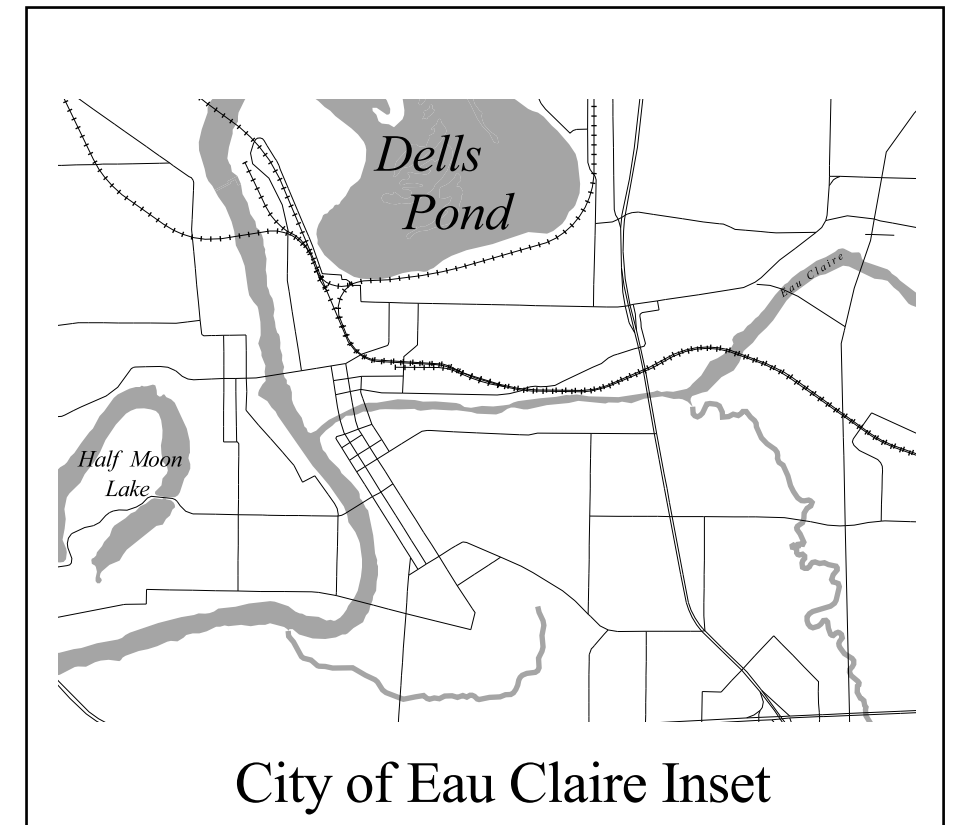 Dells
Pond
Eau Claire
Half Moon
Lake
City of Eau Claire Inset